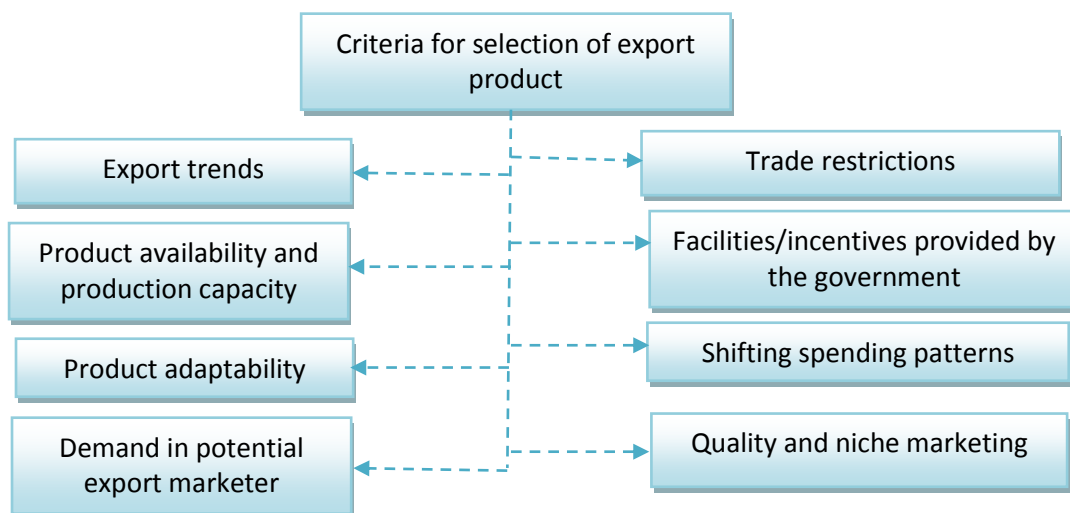 Criteria for selection of export
product
Export trends
Trade restrictions
Product availability and
production capacity
Facilities/incentives provided by
the government
Product adaptability
Shifting spending patterns
Demand in potential
export marketer
Quality and niche marketing